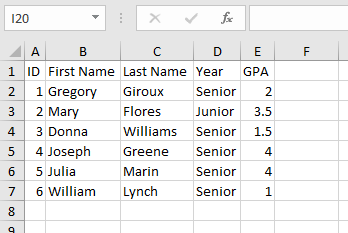 I20
A B C D E F
1 ID First Name Last Name Year GPA
2 1 Gregory Giroux Senior 2
3 2 Mary Flores Junior 3.5
4 3 Donna Williams Senior 1.5
5 4 Joseph Greene Senior 4
6 5 Julia Marin Senior 4
7 6 William Lynch Senior 1
8
9